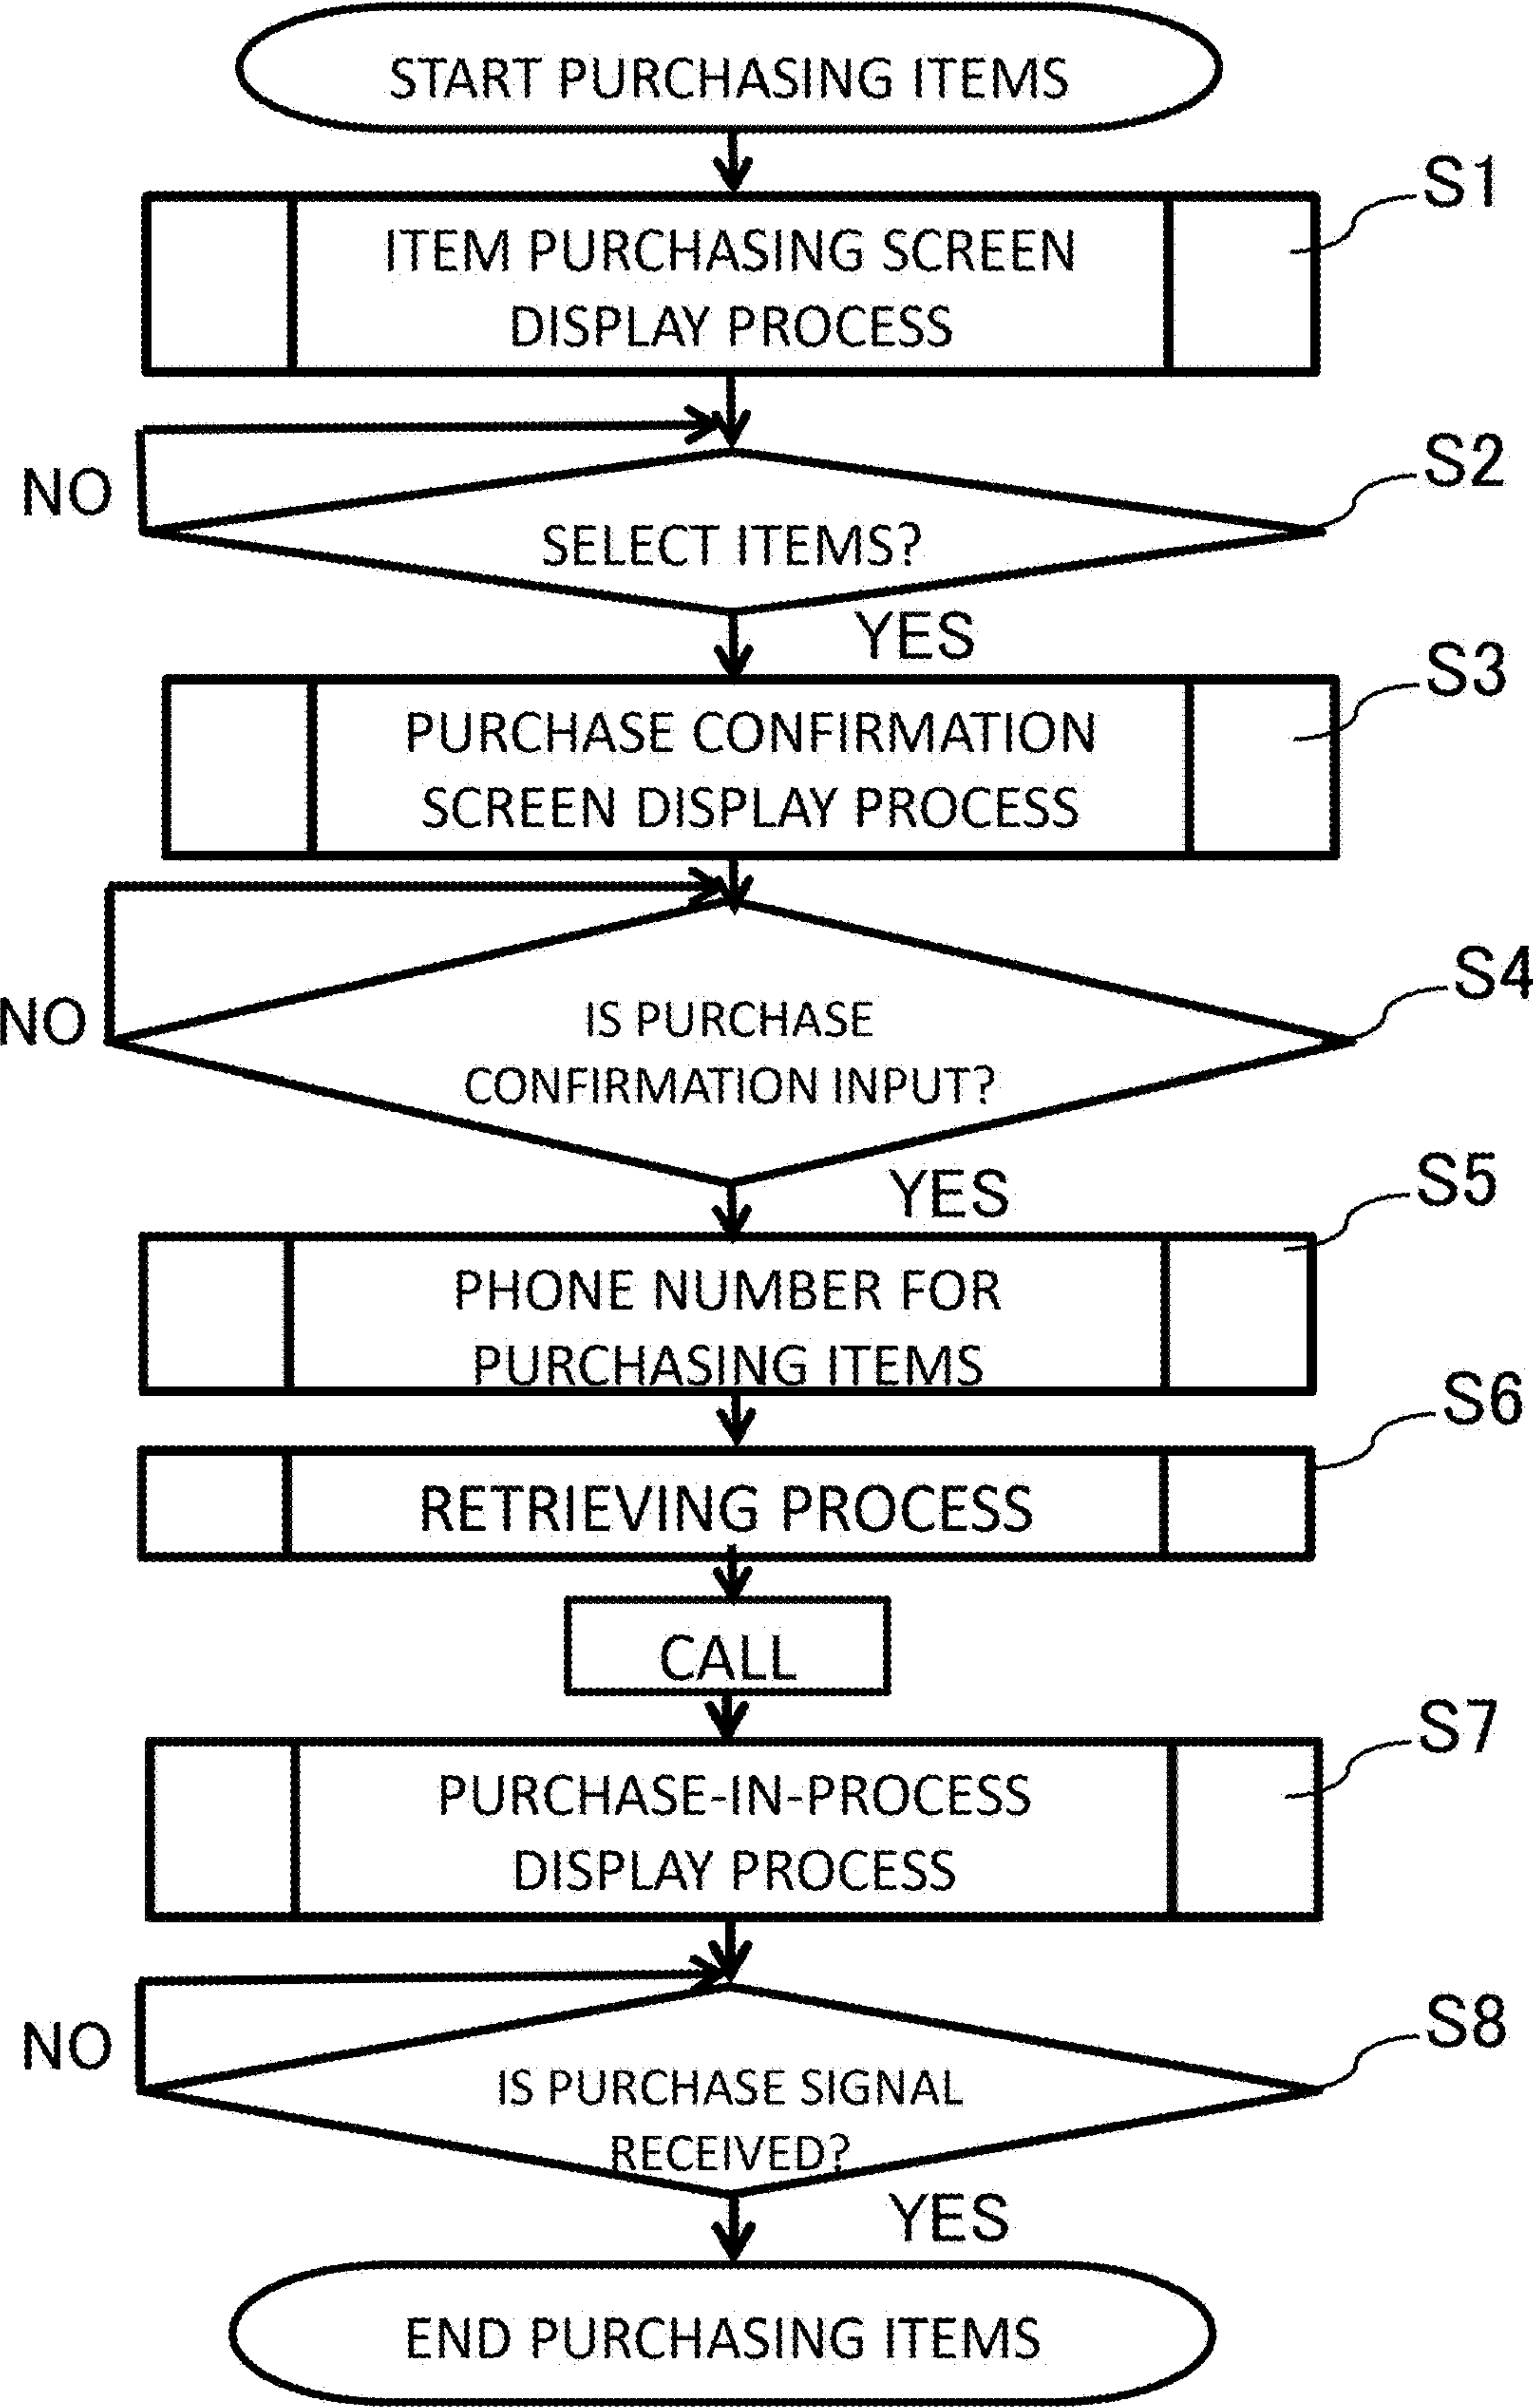 START PURCHASING ITEMS
S1
ITEM PURCHASING SCREEN
DISPLAY PROCESS
S2
NO
SELECT ITEMS?
YES
S3
PURCHASE CONFIRMATION
SCREEN DISPLAY PROCESS
S4
NO
IS PURCHASE
CONFIRMATION INPUT?
YES
S5
PHONE NUMBER FOR
PURCHASING ITEMS
S6
RETRIEVING PROCESS
CALL
S7
PURCHASE-IN-PROCESS
DISPLAY PROCESS
S8
NO
IS PURCHASE SIGNAL
RECEIVED?
YES
END PURCHASING ITEMS